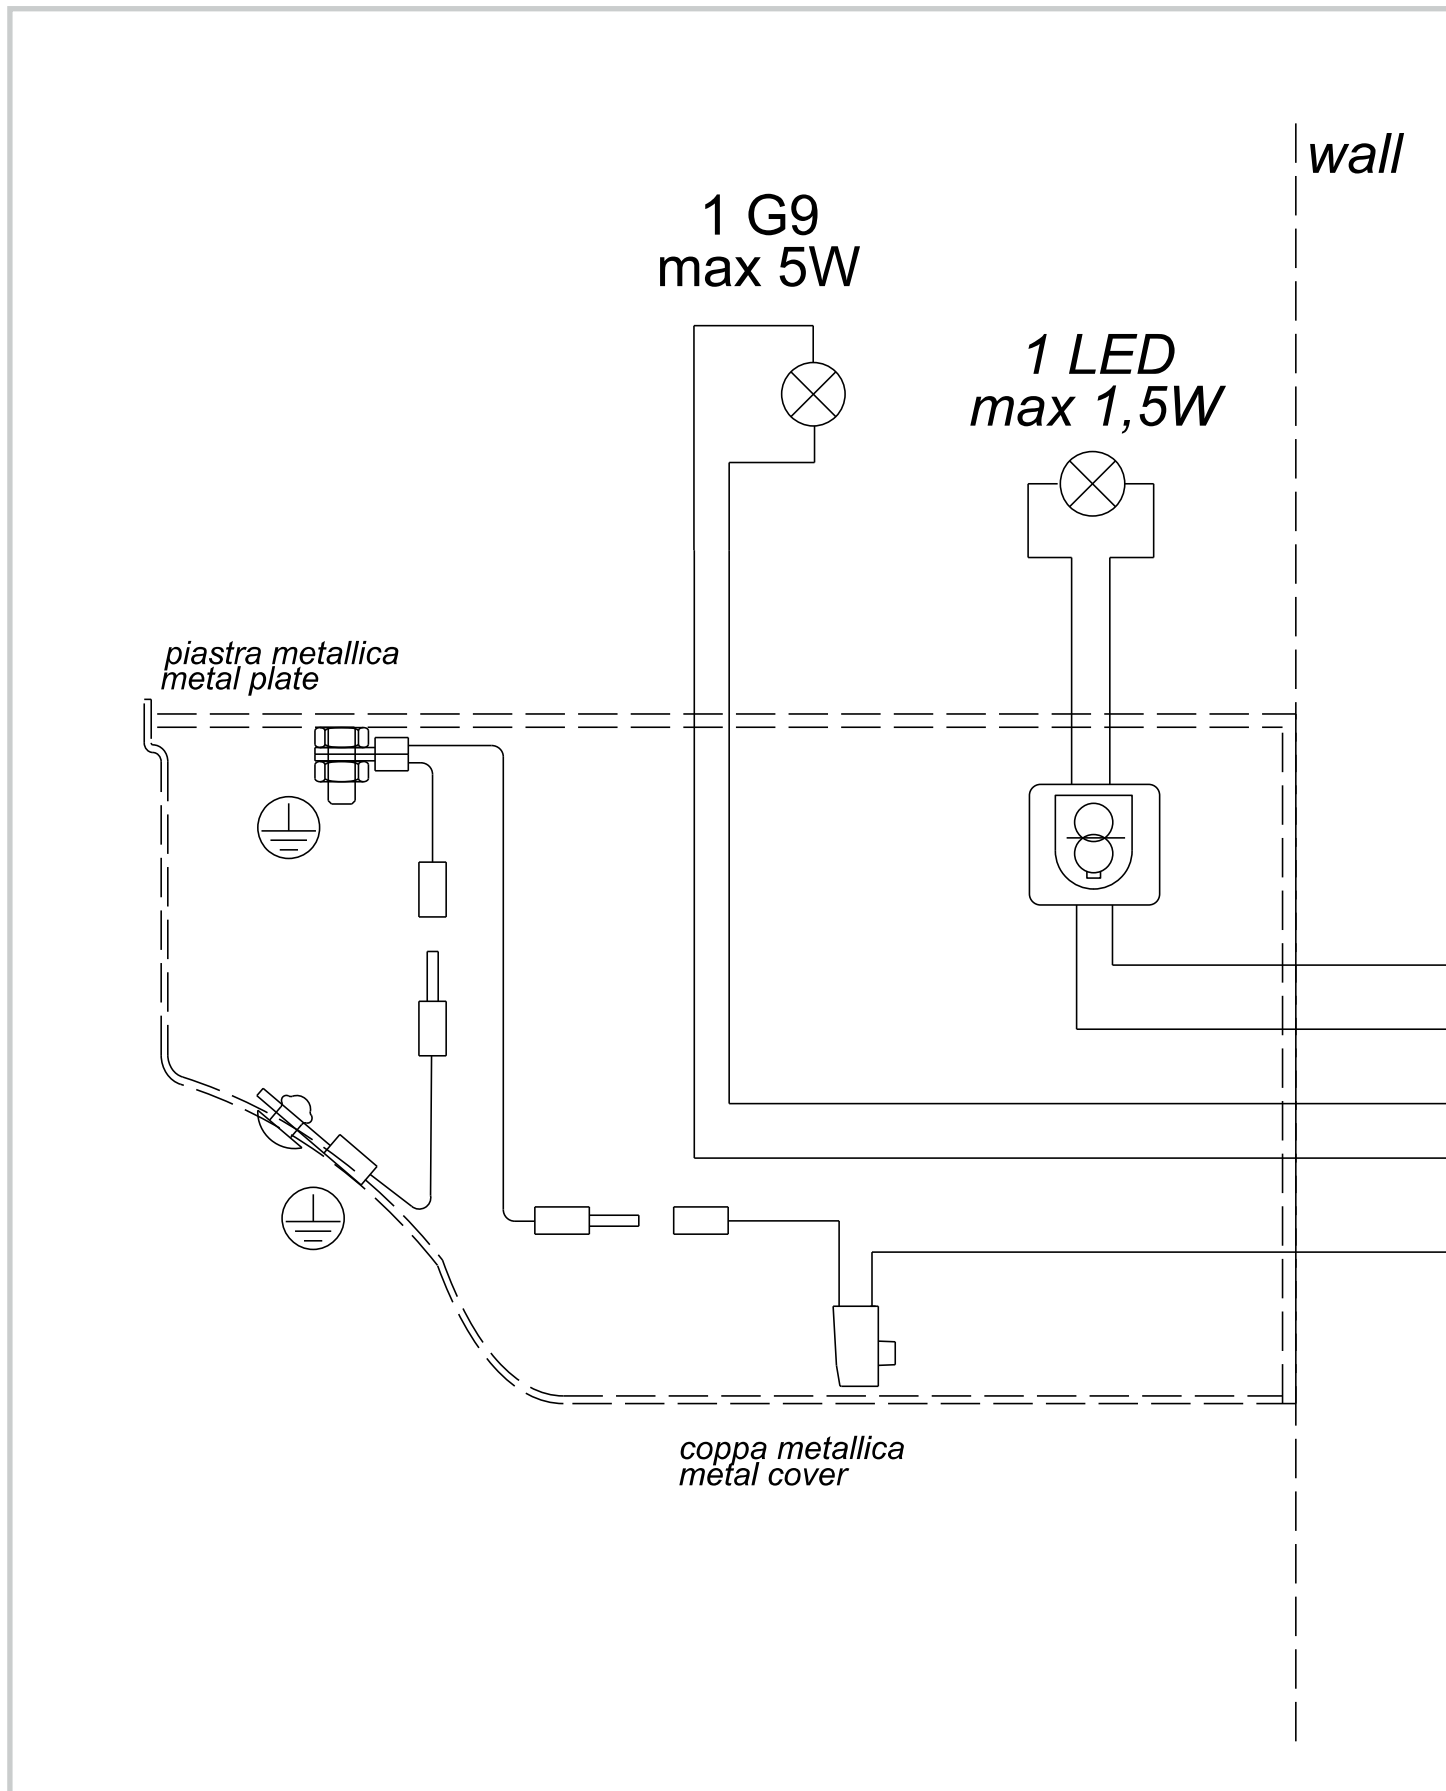 wall
1 G9
max 5W
1 LED
max 1,5W
piastra metallica
metal plate
coppa metallica
metal cover